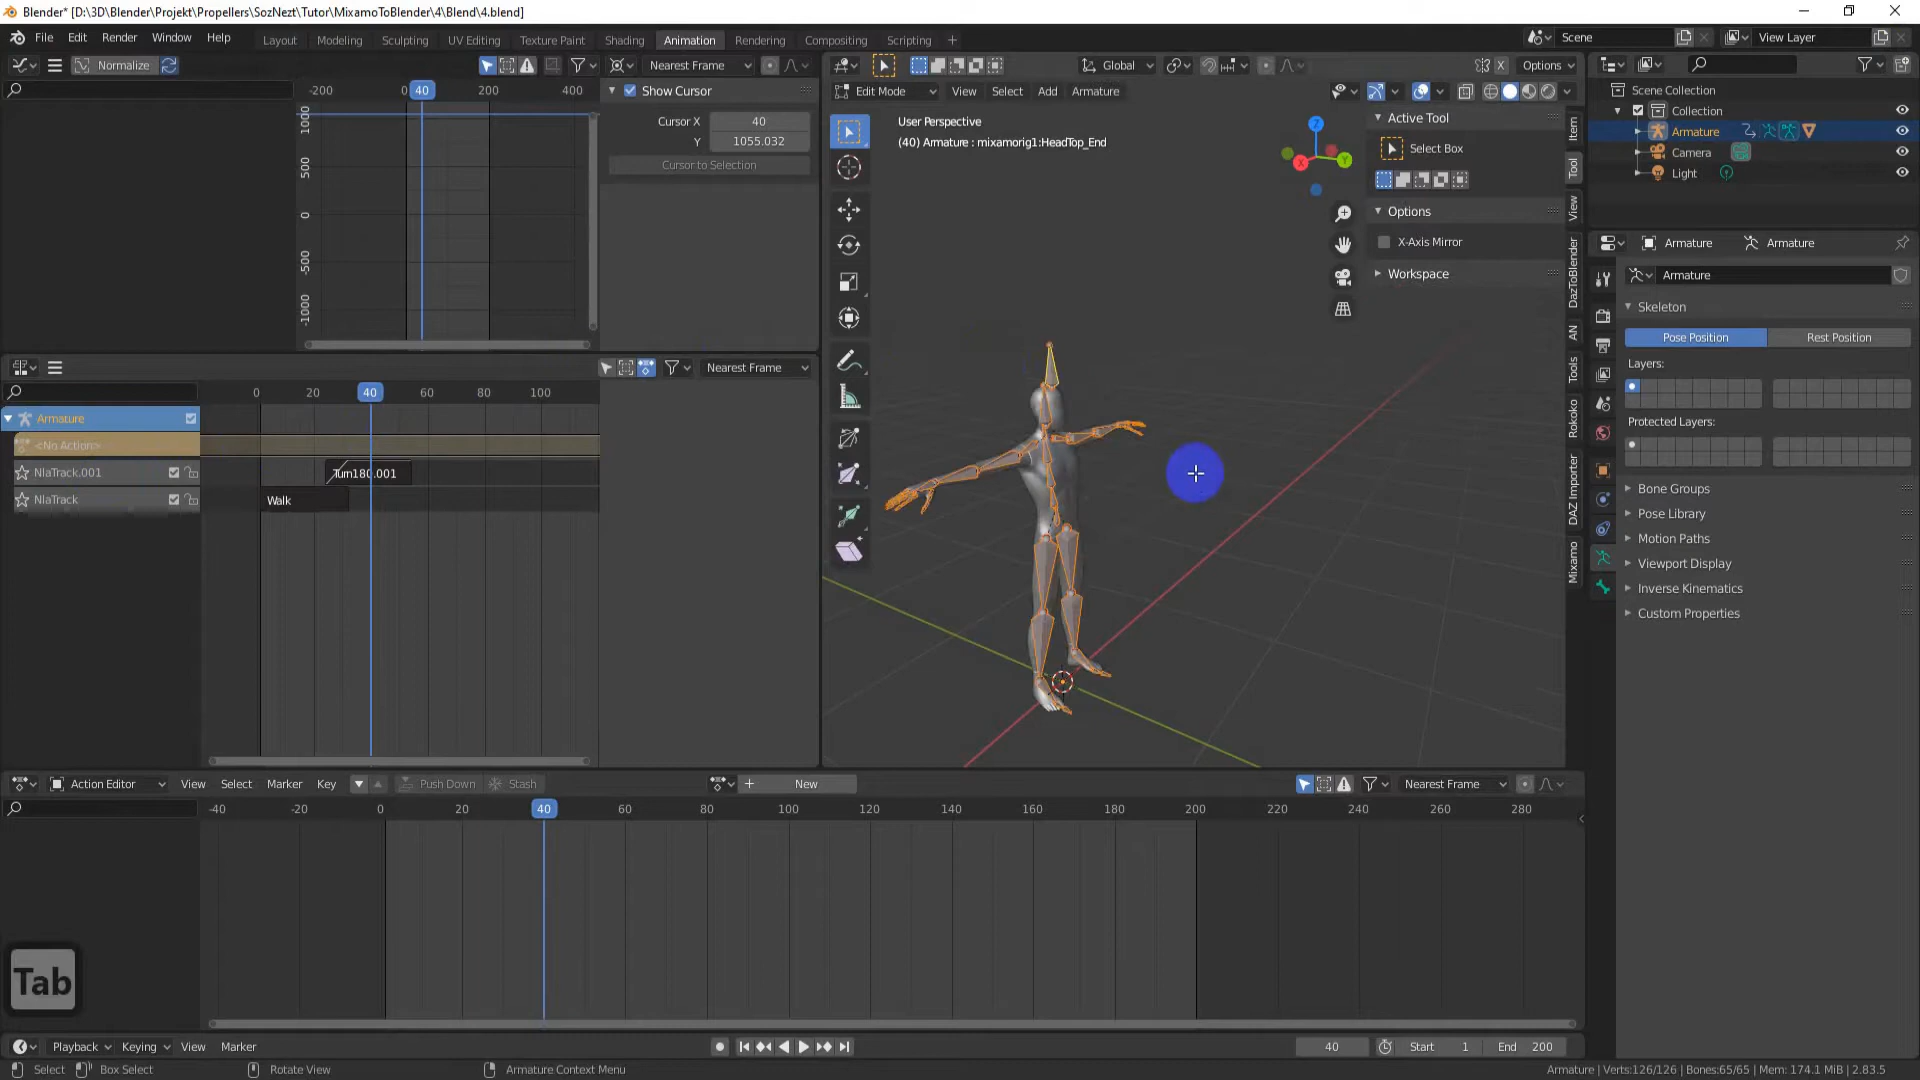 Blender* [D:\3D\Blender\Projekt\Propellers\SozNezt\Tutor\MixamoToBlender\4\Blend\4.blend]
File Edit Render Window Help
Layout Modeling Sculpting UV Editing Texture Paint Shading Animation Rendering Compositing Scripting +
Scene
View Layer
Normalize
Nearest Frame
Global
Options
-200 0 40 200 400
1000
500
0
-500
-1000
Show Cursor
Cursor X 40
Y 1055.032
Cursor to Selection
Edit Mode View Select Add Armature
User Perspective
(40) Armature : mixamorig1:HeadTop_End
Z
X
Y
Active Tool
Select Box
Options
X-Axis Mirror
Workspace
Item
Tool
View
DazToBlender
AN
Tools
Rokoko
DAZ Importer
Mixamo
Scene Collection
Collection
Armature
Camera
Light
Armature Armature
Armature
Skeleton
Pose Position Rest Position
Layers:
Protected Layers:
Bone Groups
Pose Library
Motion Paths
Viewport Display
Inverse Kinematics
Custom Properties
Nearest Frame
0 20 40 60 80 100
Armature
<No Action>
NlaTrack.001
Turn180.001
NlaTrack
Walk
Action Editor View Select Marker Key Push Down Stash + New Nearest Frame
-40 -20 0 20 40 60 80 100 120 140 160 180 200 220 240 260 280
Tab
Playback Keying View Marker 40 Start 1 End 200
Select Box Select Rotate View Armature Context Menu
Armature | Verts:126/126 | Bones:65/65 | Mem: 174.1 MiB | 2.83.5